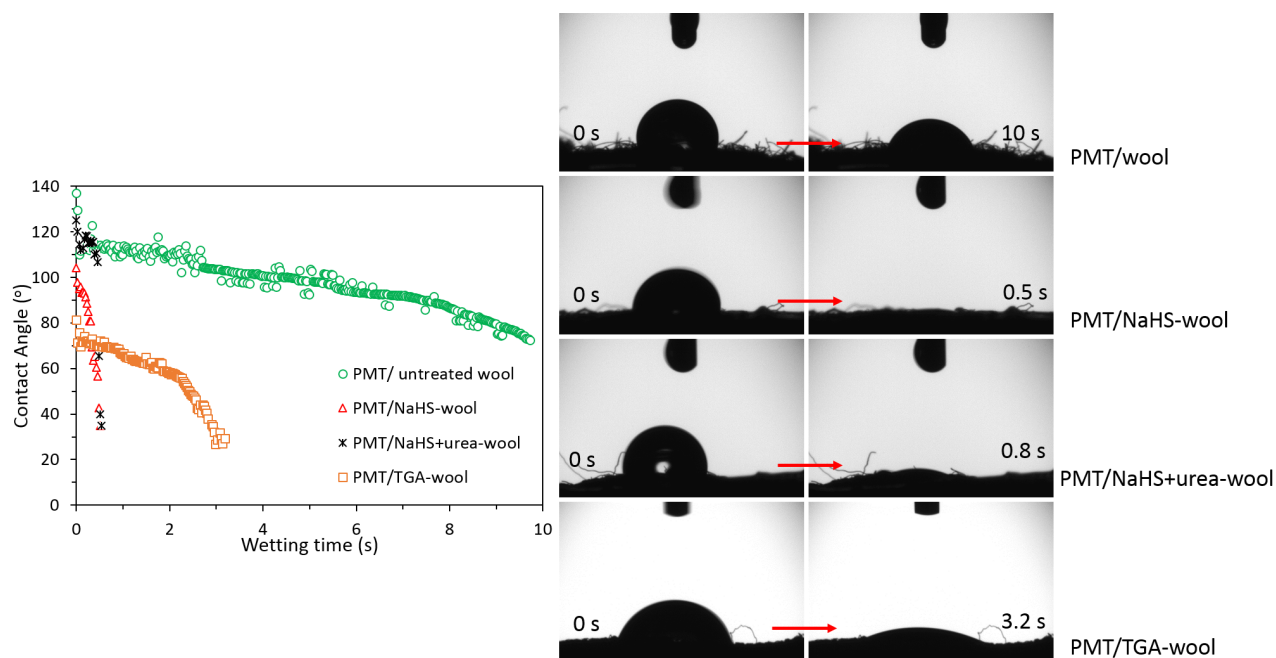 140
120
100
80
60
40
20
0
0 2 4 6 8 10
Contact Angle (o)
Wetting time (s)
PMT/ untreated wool
PMT/NaHS-wool
PMT/NaHS+urea-wool
PMT/TGA-wool
0 s
10 s
PMT/wool
0 s
0.5 s
PMT/NaHS-wool
0 s
0.8 s
PMT/NaHS+urea-wool
0 s
3.2 s
PMT/TGA-wool